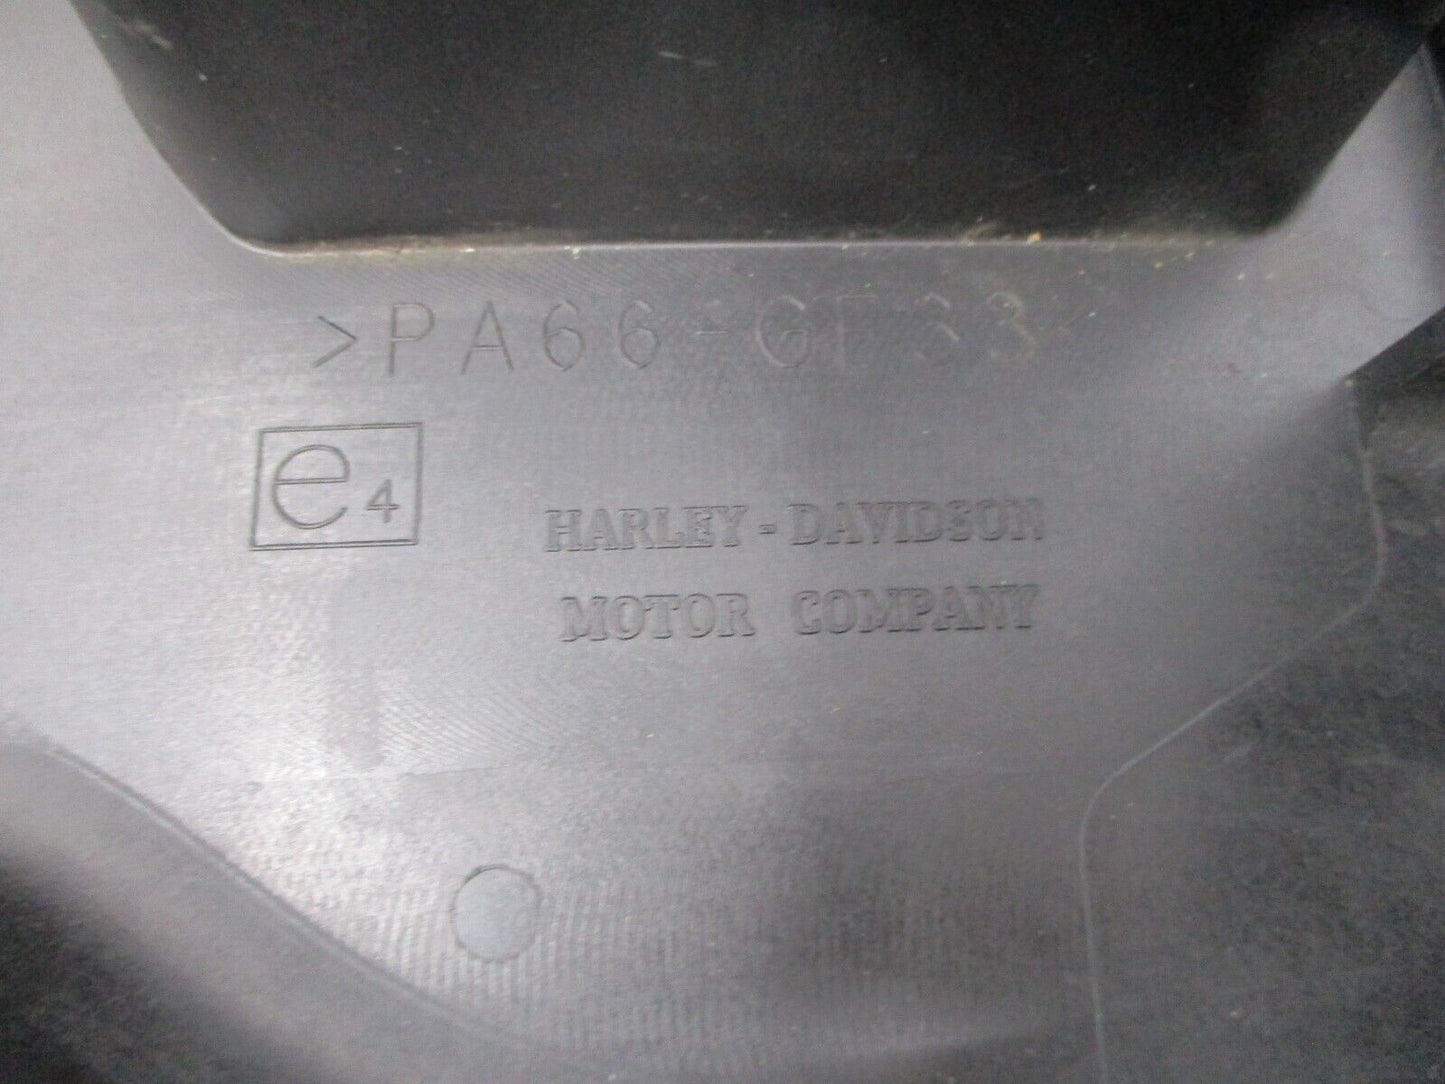 >PA66-GF33
e4
HARLEY-DAVIDSON
MOTOR COMPANY